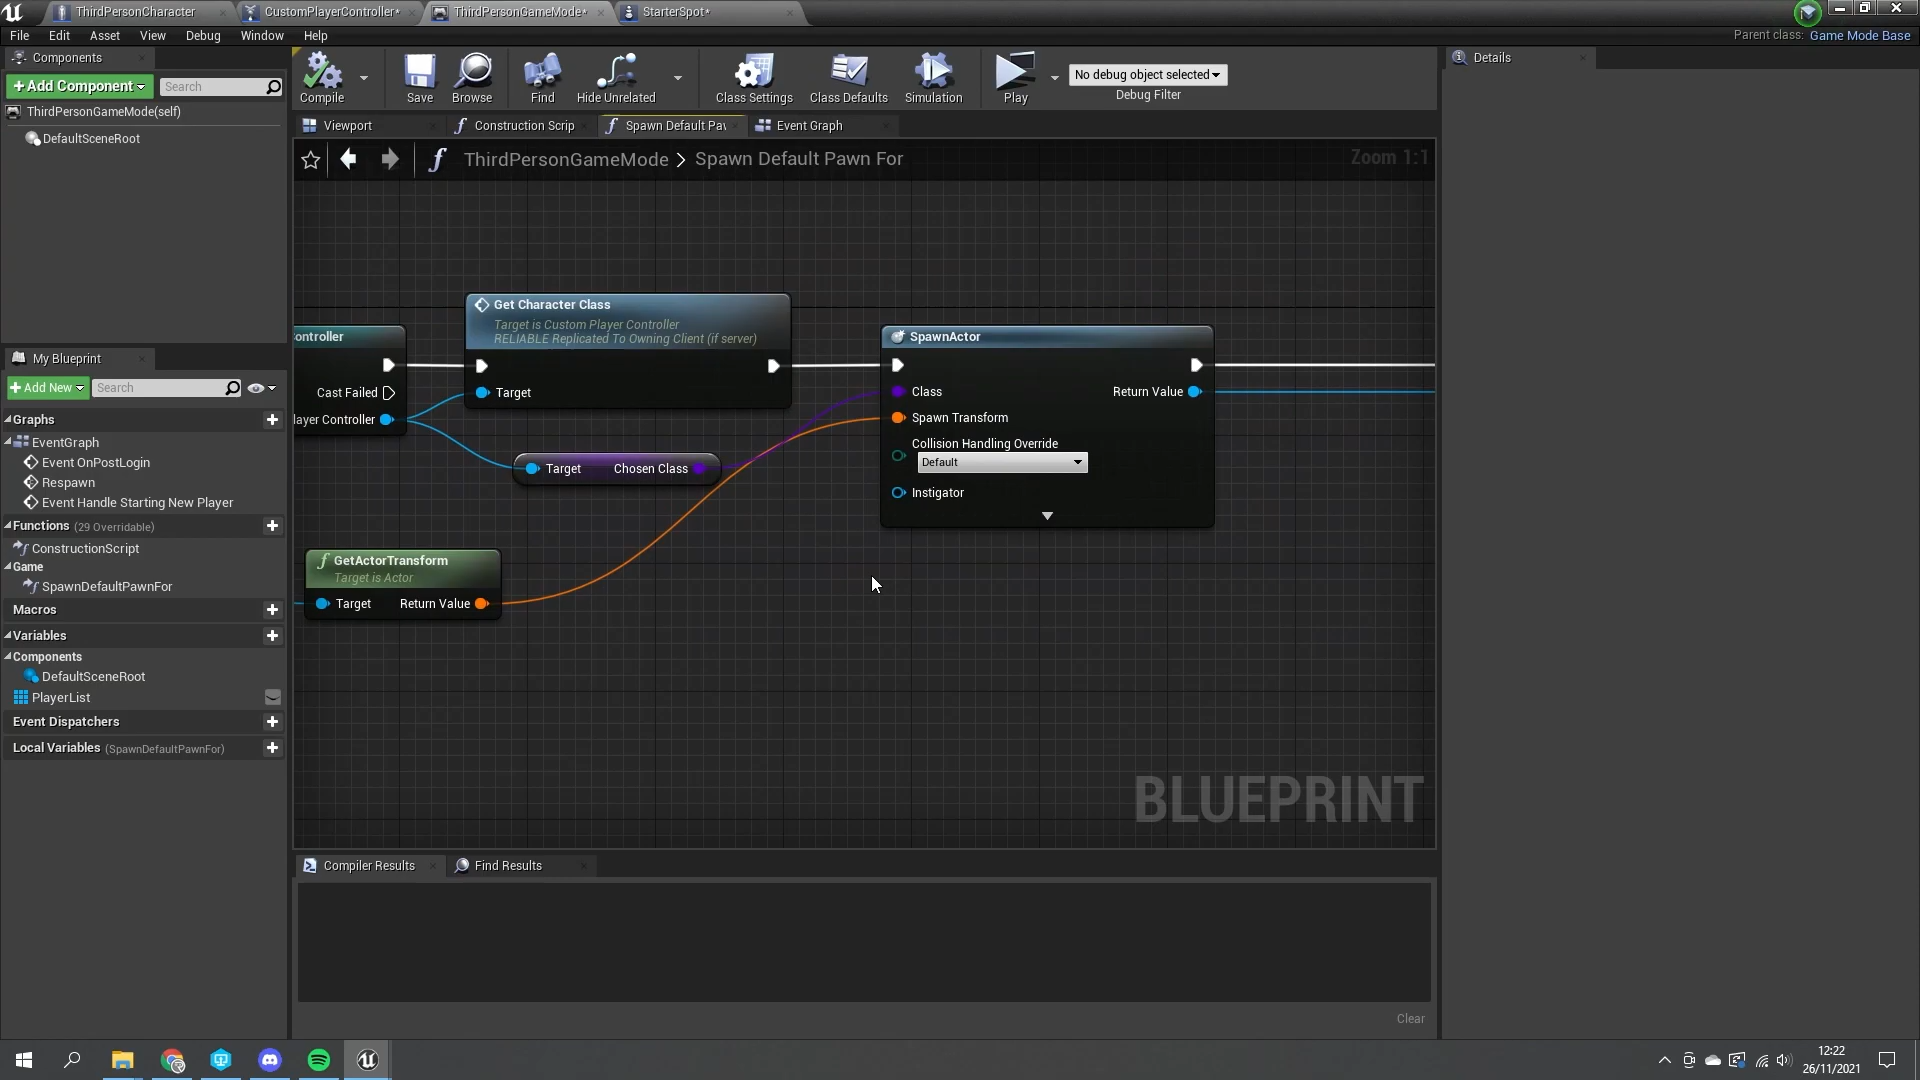 ThirdPersonCharacter
CustomPlayerController*
ThirdPersonGameMode*
StarterSpot*
File Edit Asset View Debug Window Help
Parent class: Game Mode Base
Components
+Add Component
Search
ThirdPersonGameMode(self)
DefaultSceneRoot
Compile
Save
Browse
Find
Hide Unrelated
Class Settings
Class Defaults
Simulation
Play
No debug object selected
Debug Filter
Details
Viewport
Construction Scrip
Spawn Default Pav
Event Graph
ThirdPersonGameMode > Spawn Default Pawn For
Zoom 1:1
ontroller
Cast Failed
layer Controller
Get Character Class
Target is Custom Player Controller
RELIABLE Replicated To Owning Client (if server)
Target
Target Chosen Class
SpawnActor
Class Return Value
Spawn Transform
Collision Handling Override
Default
Instigator
GetActorTransform
Target is Actor
Target Return Value
BLUEPRINT
My Blueprint
+Add New
Search
Graphs
EventGraph
Event OnPostLogin
Respawn
Event Handle Starting New Player
Functions (29 Overridable)
ConstructionScript
Game
SpawnDefaultPawnFor
Macros
Variables
Components
DefaultSceneRoot
PlayerList
Event Dispatchers
Local Variables (SpawnDefaultPawnFor)
Compiler Results
Find Results
Clear
12:22
26/11/2021